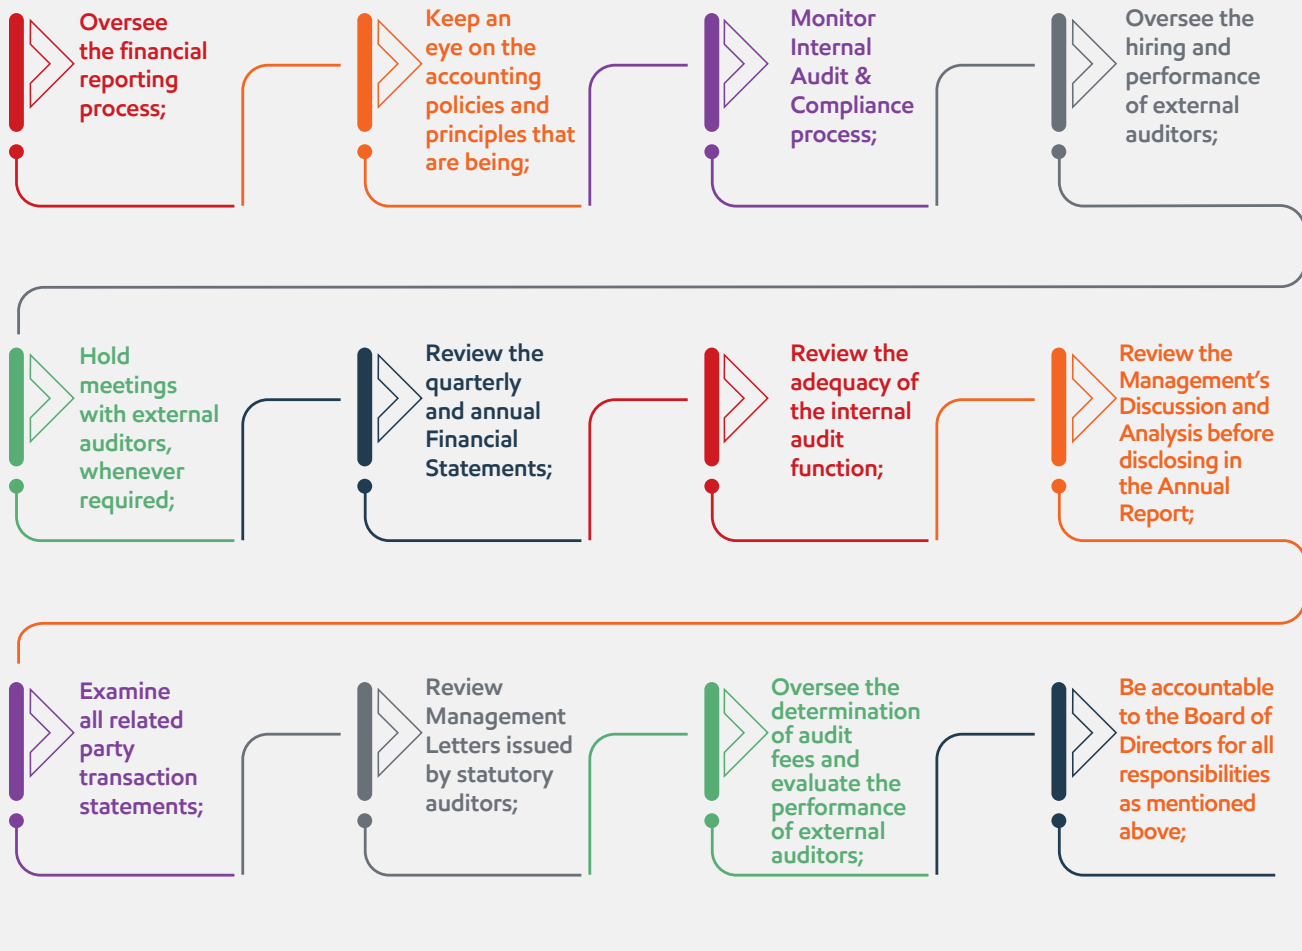 Oversee
the financial
reporting
process;
Keep an
eye on the
accounting
policies and
principles that
are being;
Monitor
Internal
Audit &
Compliance
process;
Oversee the
hiring and
performance
of external
auditors;
Hold
meetings
with external
auditors,
whenever
required;
Review the
quarterly
and annual
Financial
Statements;
Review the
adequacy of
the internal
audit
function;
Review the
Management’s
Discussion and
Analysis before
disclosing in
the Annual
Report;
Examine
all related
party
transaction
statements;
Review
Management
Letters issued
by statutory
auditors;
Oversee the
determination
of audit
fees and
evaluate the
performance
of external
auditors;
Be accountable
to the Board of
Directors for all
responsibilities
as mentioned
above;